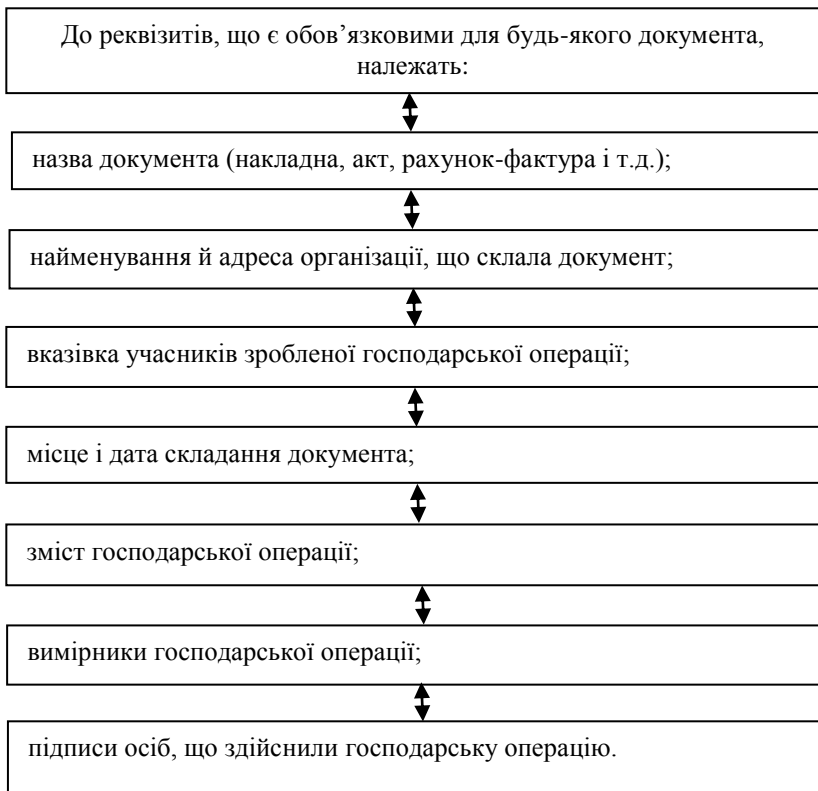 До реквізитів, що є обов’язковими для будь-якого документа,
належать:
назва документа (накладна, акт, рахунок-фактура і т.д.);
найменування й адреса організації, що склала документ;
вказівка учасників зробленої господарської операції;
місце і дата складання документа;
зміст господарської операції;
вимірники господарської операції;
підписи осіб, що здійснили господарську операцію.